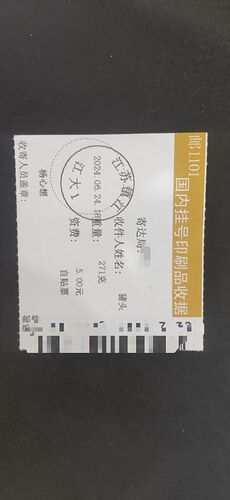 邮1101
国内挂号印刷品收据
寄达局:
收件人姓名: 猪头
重量: 271克
资费: 5.00元
自贴票
江苏镇江
2024.06.24.18
江大1
收寄人员盖章:
杨心想